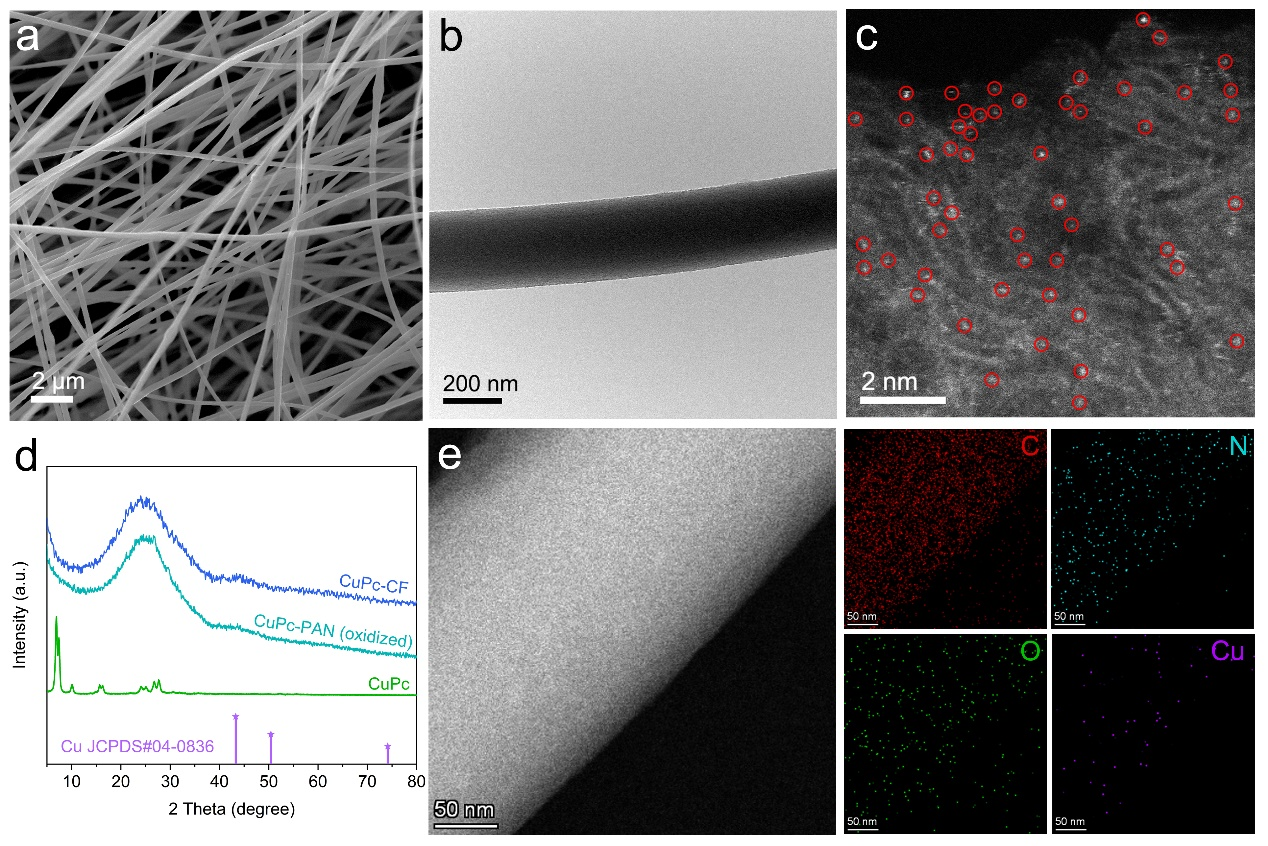 a
2 μm
b
200 nm
c
2 nm
d
Intensity (a.u.)
CuPc-CF
CuPc-PAN (oxidized)
CuPc
Cu JCPDS#04-0836
10 20 30 40 50 60 70 80
2 Theta (degree)
e
50 nm
C
50 nm
N
50 nm
O
50 nm
Cu
50 nm